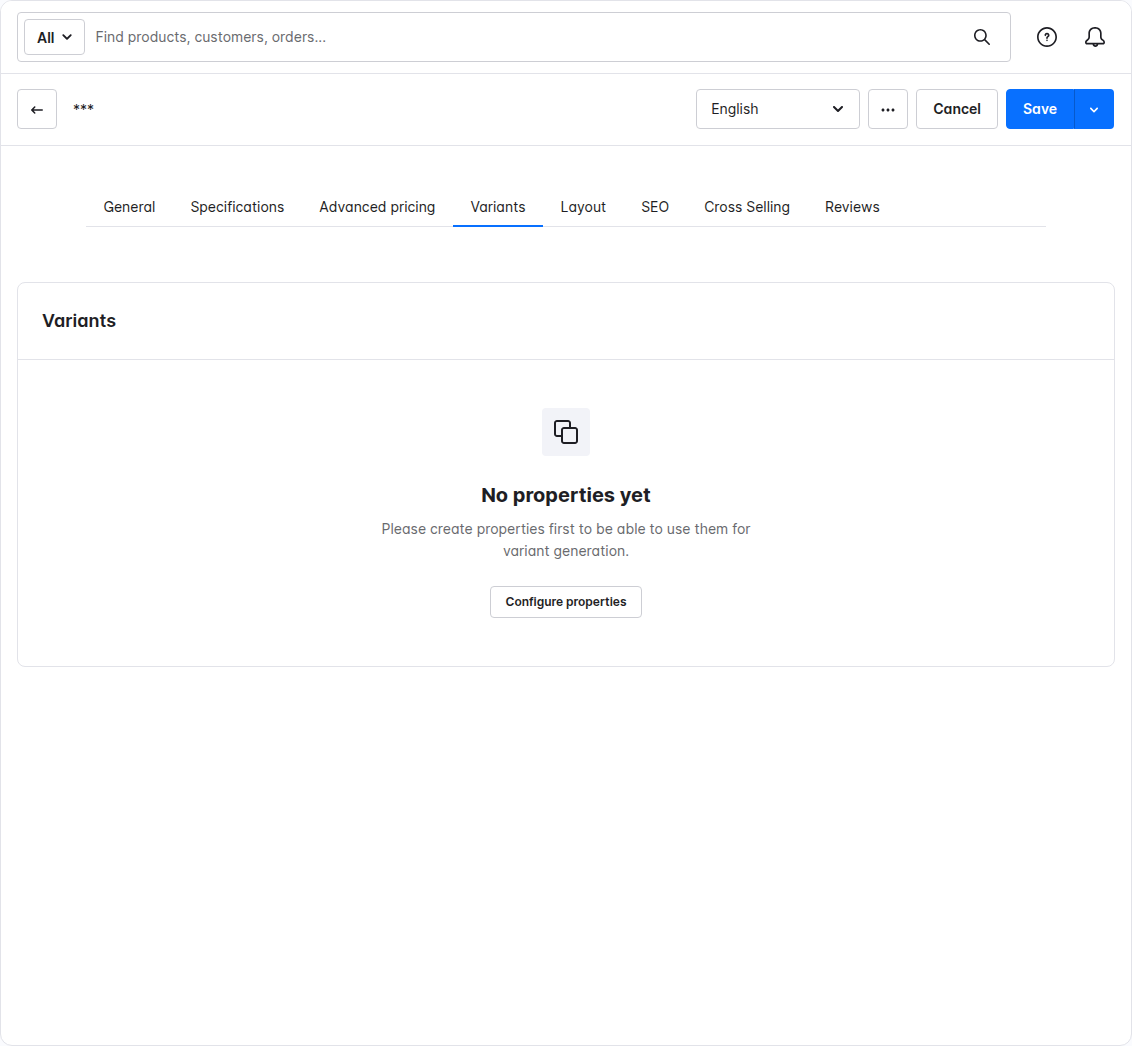 All
Find products, customers, orders...
***
English
Cancel
Save
General Specifications Advanced pricing Variants Layout SEO Cross Selling Reviews
Variants
No properties yet
Please create properties first to be able to use them for
variant generation.
Configure properties